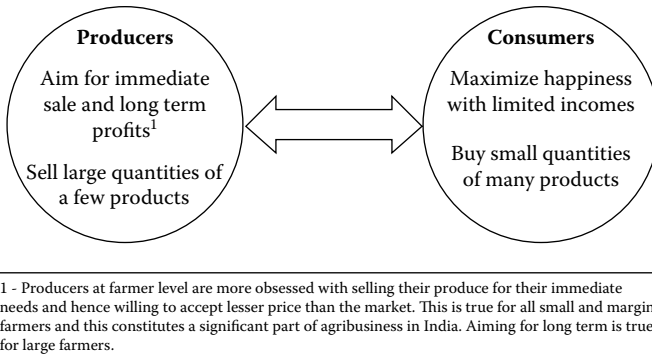 Producers
Aim for immediate
sale and long term
profits1
Sell large quantities of
a few products
Consumers
Maximize happiness
with limited incomes
Buy small quantities
of many products
1 - Producers at farmer level are more obsessed with selling their produce for their immediate
needs and hence willing to accept lesser price than the market. This is true for all small and margin
farmers and this constitutes a significant part of agribusiness in India. Aiming for long term is true
for large farmers.